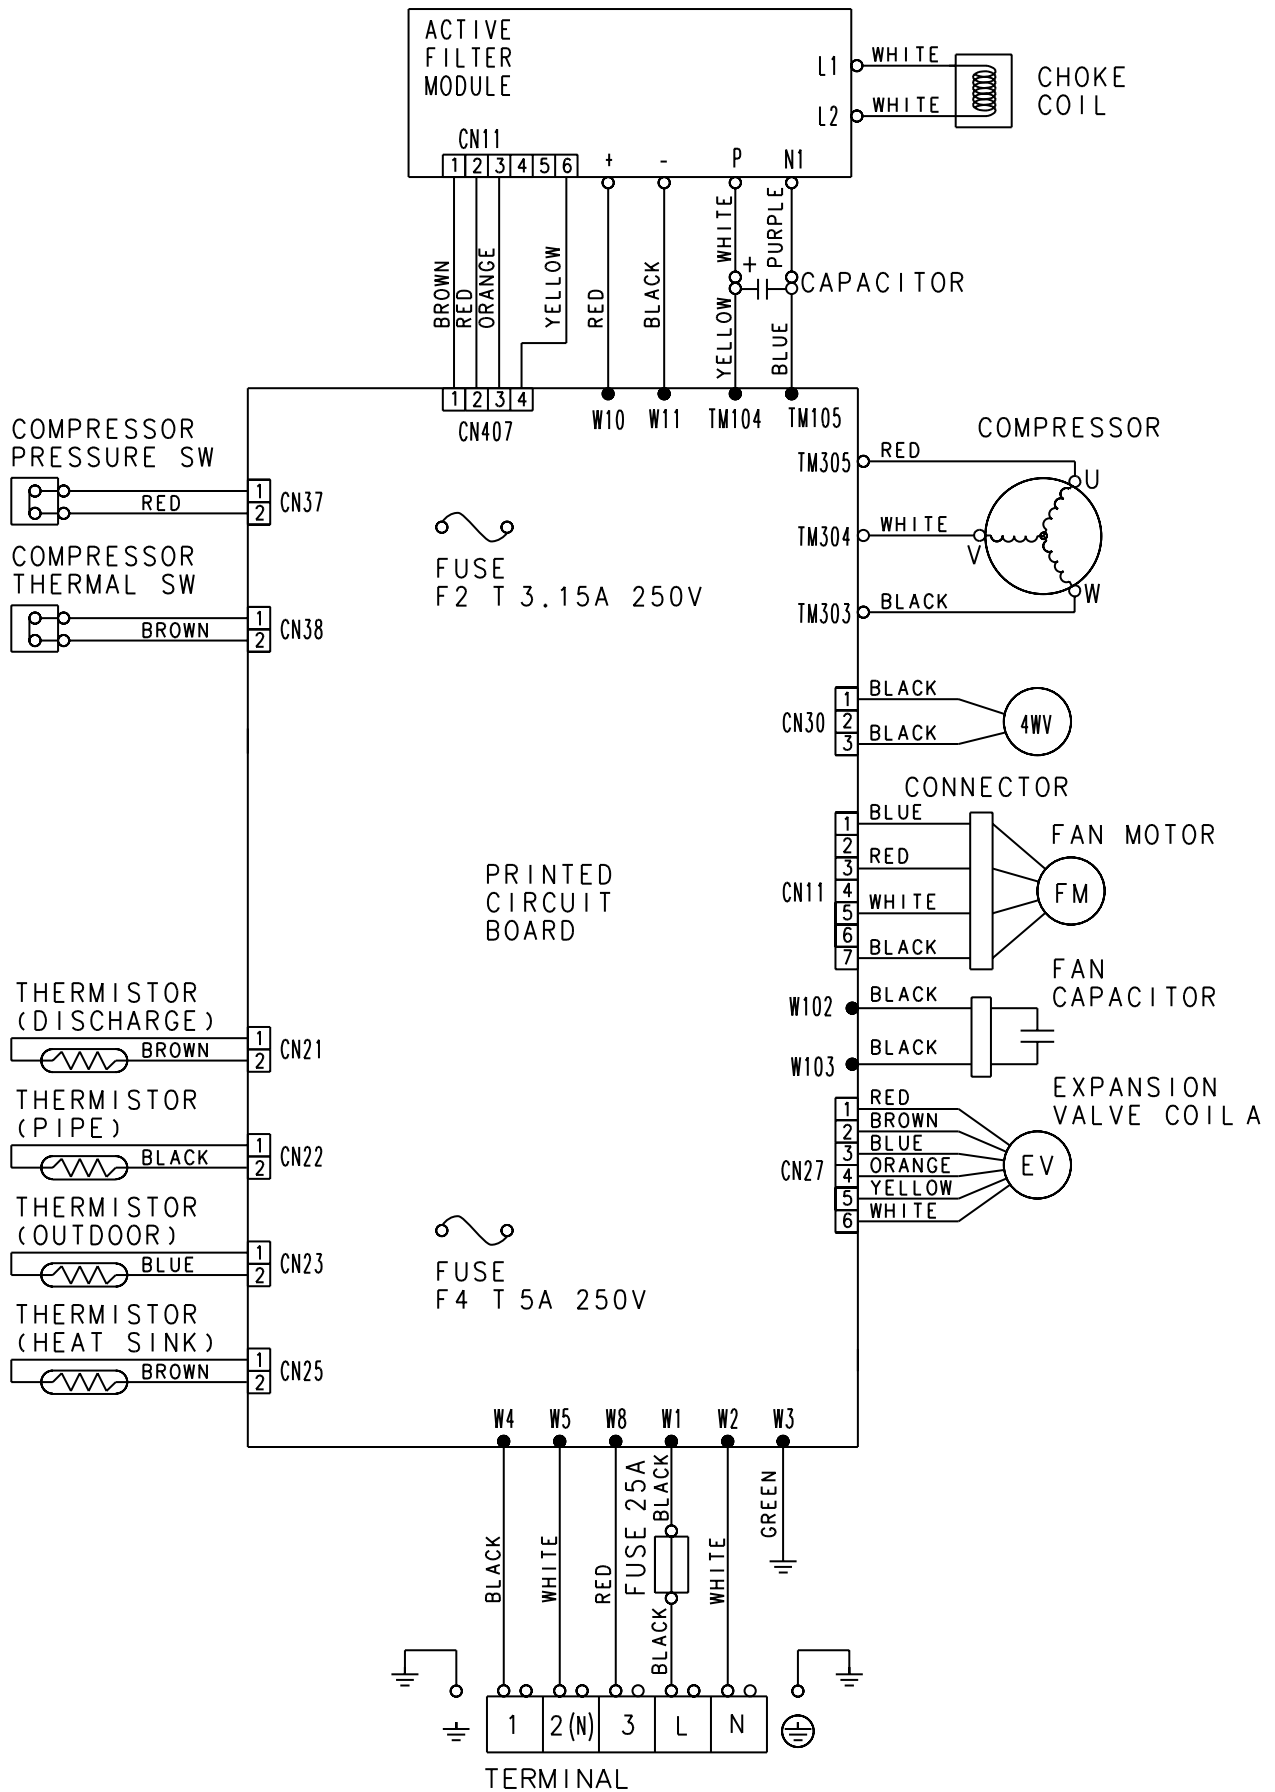 ACTIVE
FILTER
MODULE
L1
WHITE
L2
WHITE
CHOKE
COIL
CN11
1 2 3 4 5 6
+
-
P
N1
BROWN
RED
ORANGE
YELLOW
RED
BLACK
WHITE
PURPLE
+
CAPACITOR
YELLOW
BLUE
1 2 3 4
CN407
W10
W11
TM104
TM105
COMPRESSOR
PRESSURE SW
RED
1
2
CN37
COMPRESSOR
THERMAL SW
BROWN
1
2
CN38
FUSE
F2 T 3.15A 250V
COMPRESSOR
TM305
RED
U
TM304
WHITE
V
TM303
BLACK
W
CN30
1
2
3
BLACK
BLACK
4WV
CONNECTOR
CN11
1
2
3
4
5
6
7
BLUE
RED
WHITE
BLACK
FAN MOTOR
FM
PRINTED
CIRCUIT
BOARD
FAN
CAPACITOR
W102
BLACK
W103
BLACK
EXPANSION
VALVE COIL A
CN27
1
2
3
4
5
6
RED
BROWN
BLUE
ORANGE
YELLOW
WHITE
EV
THERMISTOR
(DISCHARGE)
BROWN
1
2
CN21
THERMISTOR
(PIPE)
BLACK
1
2
CN22
THERMISTOR
(OUTDOOR)
BLUE
1
2
CN23
THERMISTOR
(HEAT SINK)
BROWN
1
2
CN25
FUSE
F4 T 5A 250V
W4
W5
W8
W1
W2
W3
BLACK
WHITE
RED
FUSE 25A
BLACK
BLACK
WHITE
GREEN
1
2(N)
3
L
N
TERMINAL